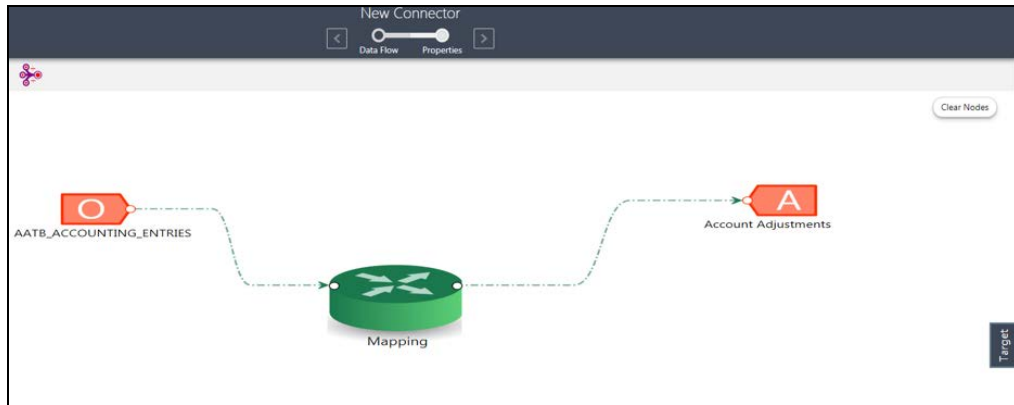 New Connector
< >
Data Flow Properties
Clear Nodes
O
A
AATB_ACCOUNTING_ENTRIES
Account Adjustments
Mapping
Target